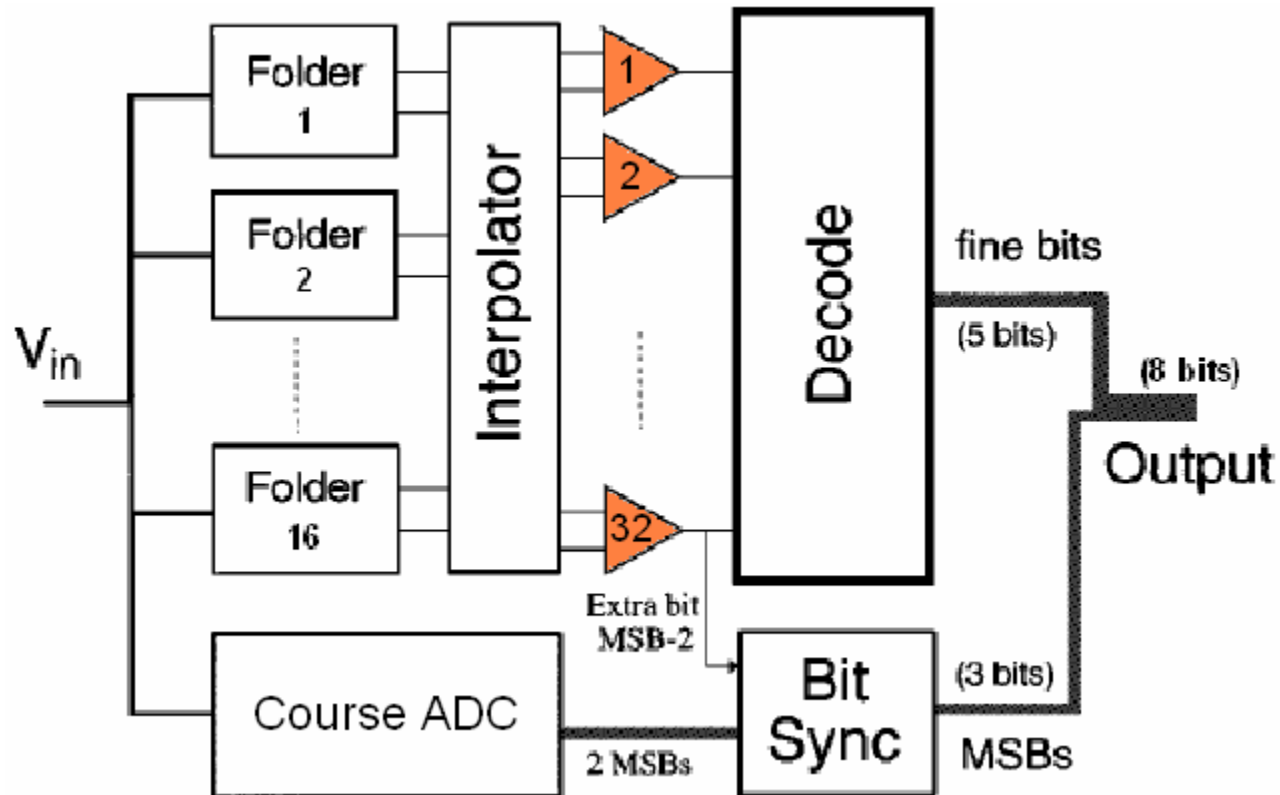 Folder
1
Folder
2
Folder
16
V_in
Interpolator
1
2
32
Decode
fine bits
(5 bits)
(8 bits)
Output
Extra bit
MSB-2
Course ADC
2 MSBs
Bit
Sync
(3 bits)
MSBs